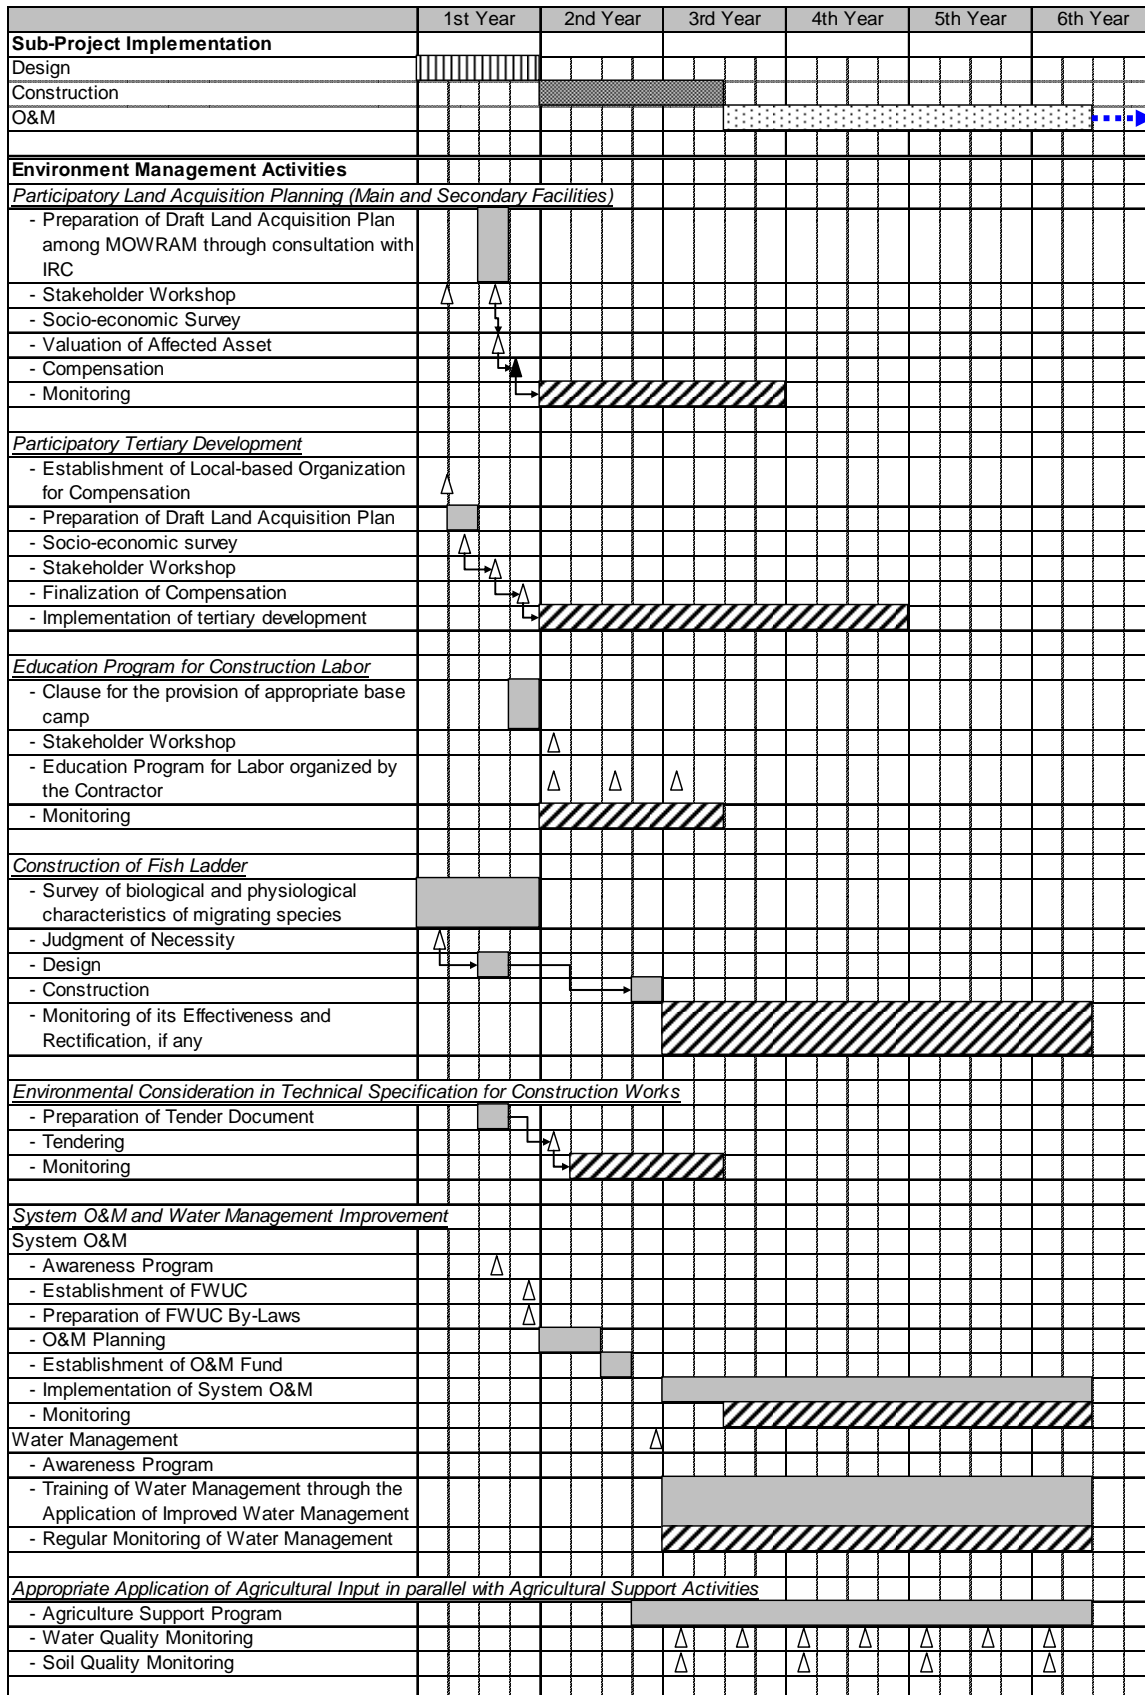 1st Year 2nd Year 3rd Year 4th Year 5th Year 6th Year
Sub-Project Implementation
Design
Construction
O&M
Environment Management Activities
Participatory Land Acquisition Planning (Main and Secondary Facilities)
- Preparation of Draft Land Acquisition Plan
among MOWRAM through consultation with
IRC
- Stakeholder Workshop
- Socio-economic Survey
- Valuation of Affected Asset
- Compensation
- Monitoring
Participatory Tertiary Development
- Establishment of Local-based Organization
for Compensation
- Preparation of Draft Land Acquisition Plan
- Socio-economic survey
- Stakeholder Workshop
- Finalization of Compensation
- Implementation of tertiary development
Education Program for Construction Labor
- Clause for the provision of appropriate base
camp
- Stakeholder Workshop
- Education Program for Labor organized by
the Contractor
- Monitoring
Construction of Fish Ladder
- Survey of biological and physiological
characteristics of migrating species
- Judgment of Necessity
- Design
- Construction
- Monitoring of its Effectiveness and
Rectification, if any
Environmental Consideration in Technical Specification for Construction Works
- Preparation of Tender Document
- Tendering
- Monitoring
System O&M and Water Management Improvement
System O&M
- Awareness Program
- Establishment of FWUC
- Preparation of FWUC By-Laws
- O&M Planning
- Establishment of O&M Fund
- Implementation of System O&M
- Monitoring
Water Management
- Awareness Program
- Training of Water Management through the
Application of Improved Water Management
- Regular Monitoring of Water Management
Appropriate Application of Agricultural Input in parallel with Agricultural Support Activities
- Agriculture Support Program
- Water Quality Monitoring
- Soil Quality Monitoring